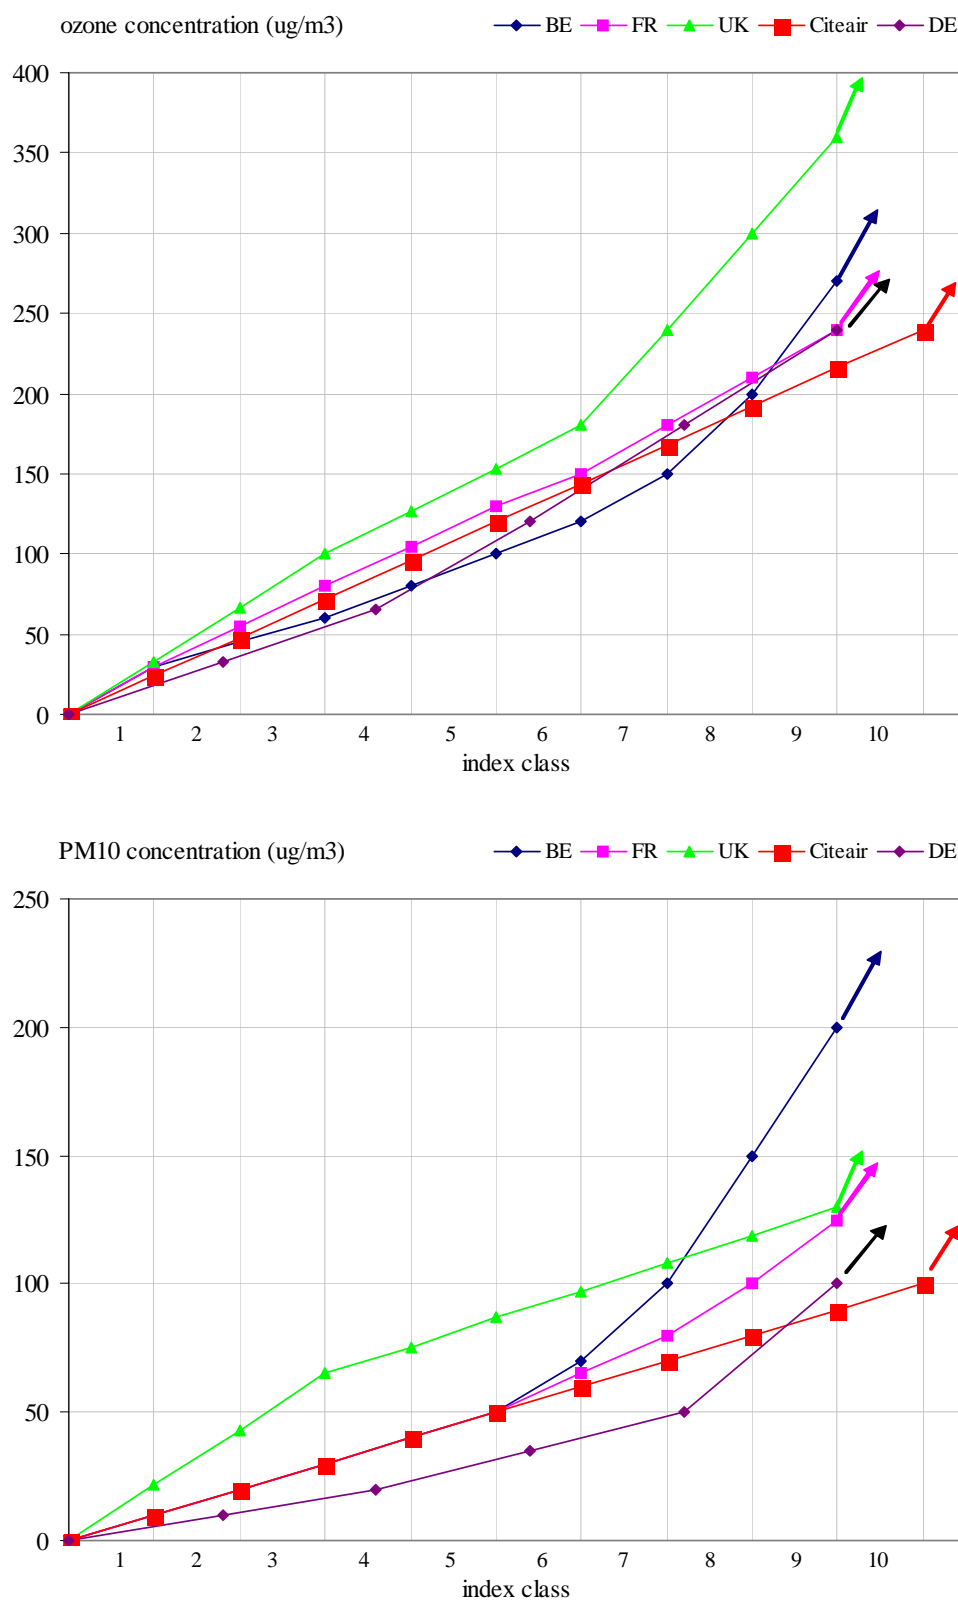 ozone concentration (ug/m3) BE FR UK Citeair DE
400
350
300
250
200
150
100
50
0
1 2 3 4 5 6 7 8 9 10
index class
PM10 concentration (ug/m3) BE FR UK Citeair DE
250
200
150
100
50
0
1 2 3 4 5 6 7 8 9 10
index class